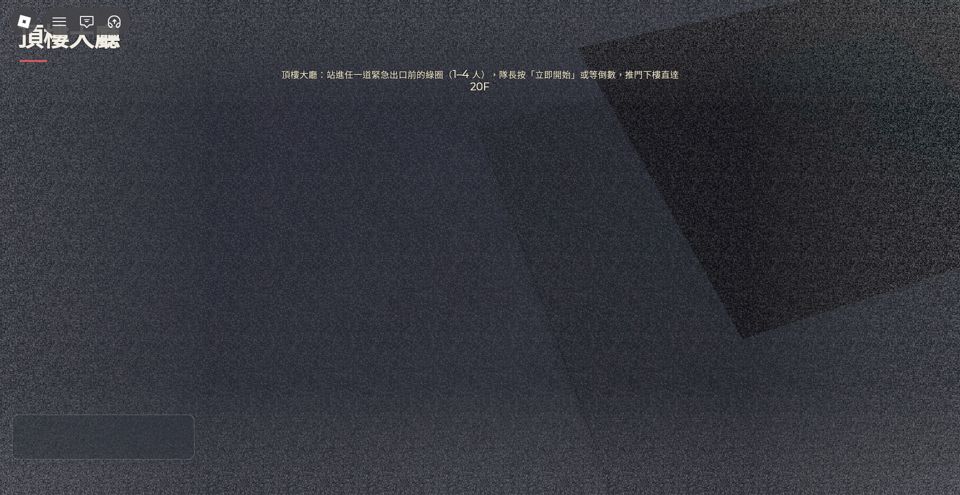 頂樓大廳
頂樓大廳：站進任一道緊急出口前的綠圈（1–4 人），隊長按「立即開始」或等倒數，推門下樓直達
20F